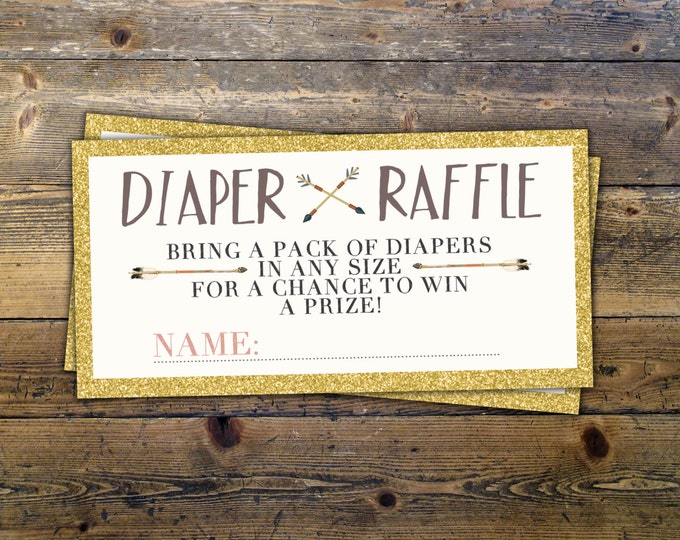 DIAPER RAFFLE
BRING A PACK OF DIAPERS
IN ANY SIZE
FOR A CHANCE TO WIN
A PRIZE!
NAME: